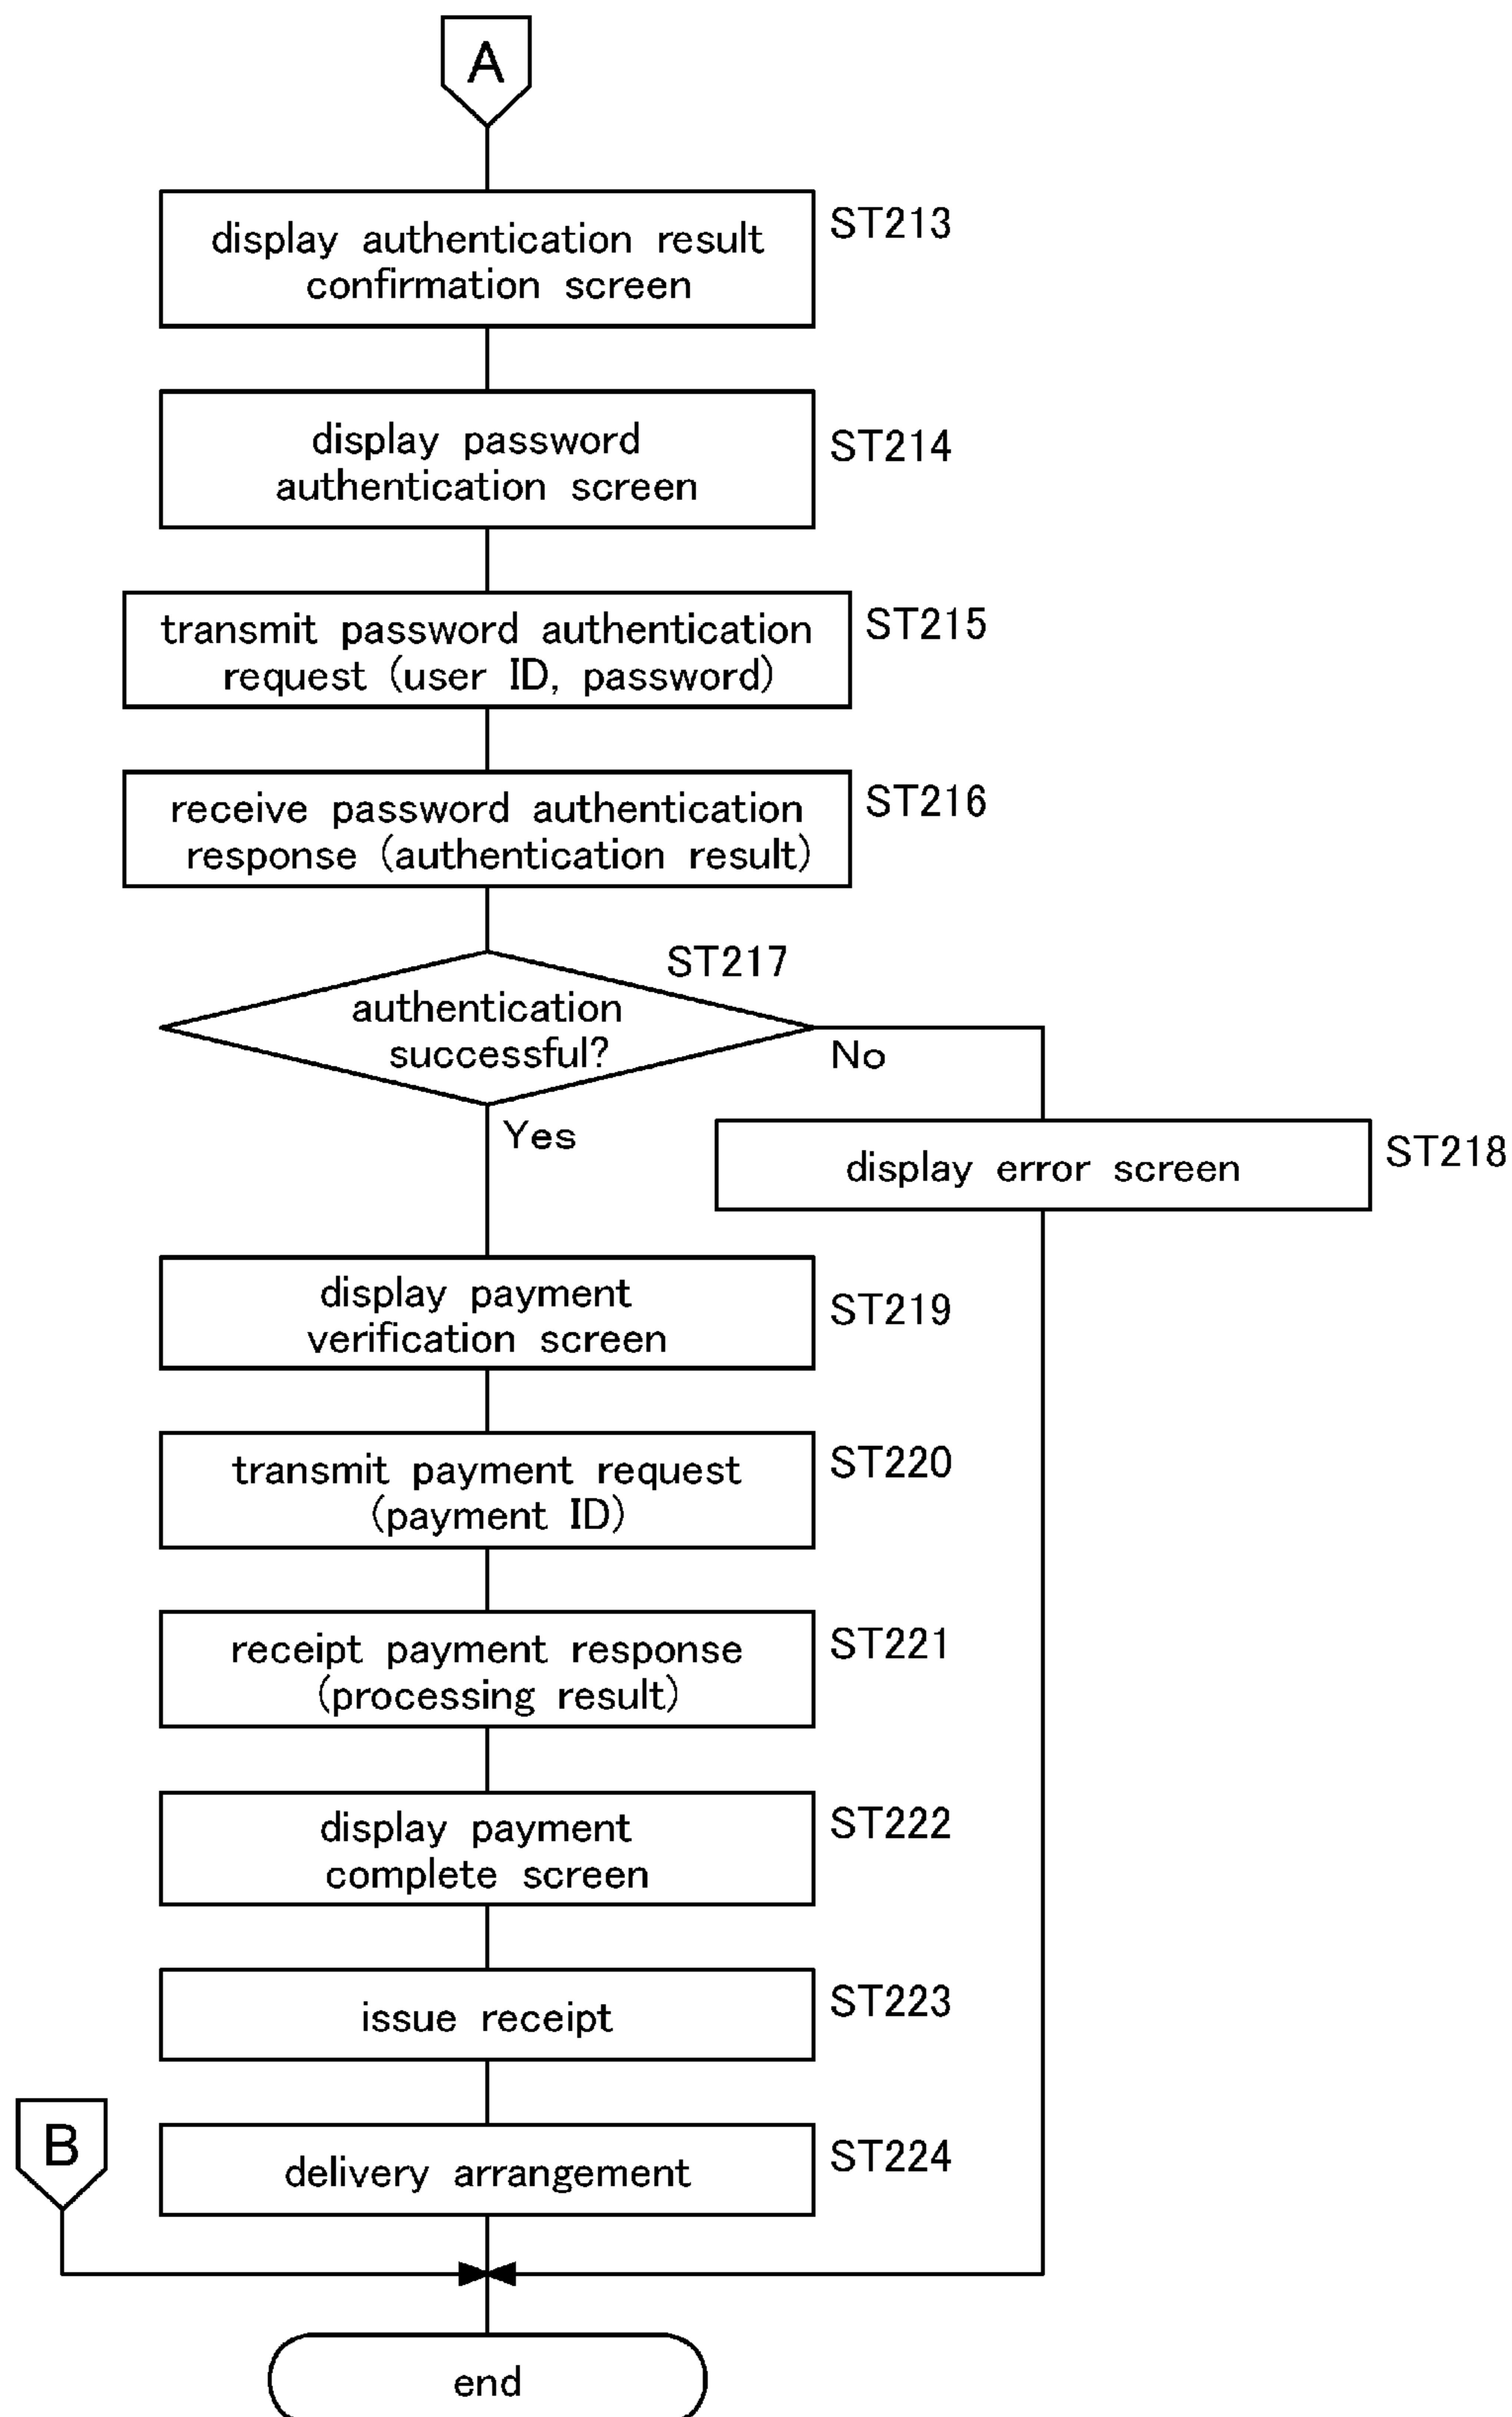 A
display authentication result
confirmation screen
ST213
display password
authentication screen
ST214
transmit password authentication
request (user ID, password)
ST215
receive password authentication
response (authentication result)
ST216
ST217
authentication
successful?
No
Yes
display error screen
ST218
display payment
verification screen
ST219
transmit payment request
(payment ID)
ST220
receipt payment response
(processing result)
ST221
display payment
complete screen
ST222
issue receipt
ST223
B
delivery arrangement
ST224
end